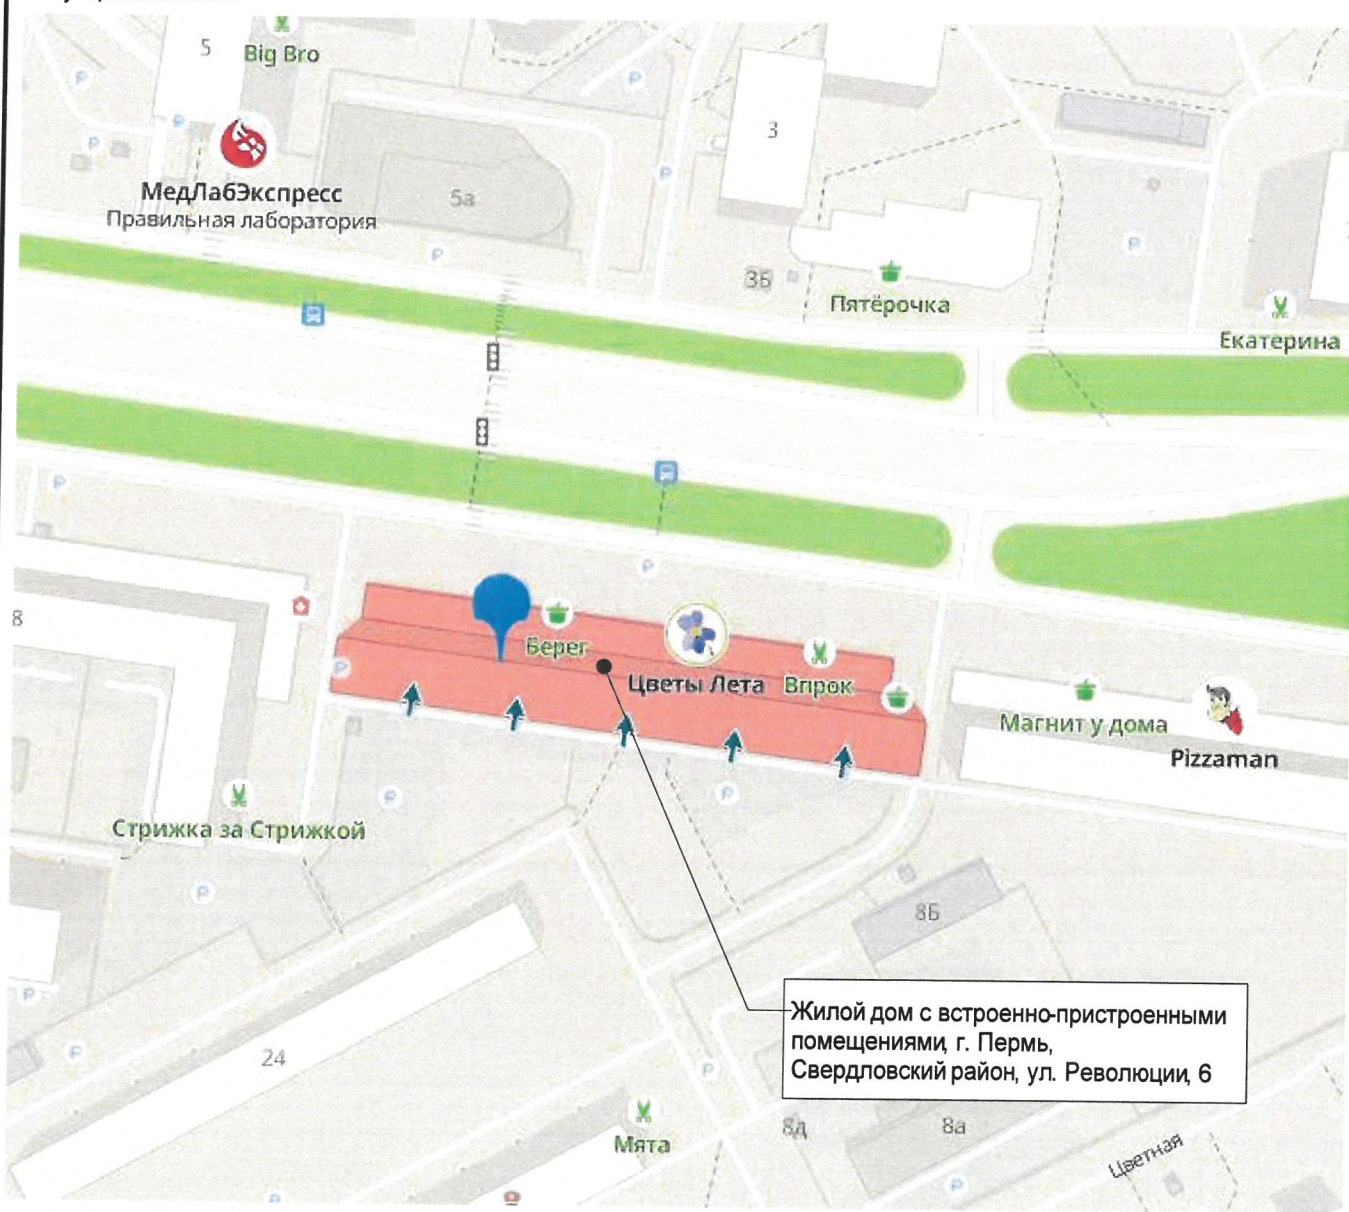 5
Big Bro
3
МедЛабЭкспресс
Правильная лаборатория
5а
3Б
Пятёрочка
Екатерина
8
Берег
Цветы Лета
Впрок
Магнит у дома
Pizzaman
Стрижка за Стрижкой
8Б
Жилой дом с встроенно-пристроенными
помещениями, г. Пермь,
Свердловский район, ул. Революции, 6
24
Мята
8д
8а
Цветная